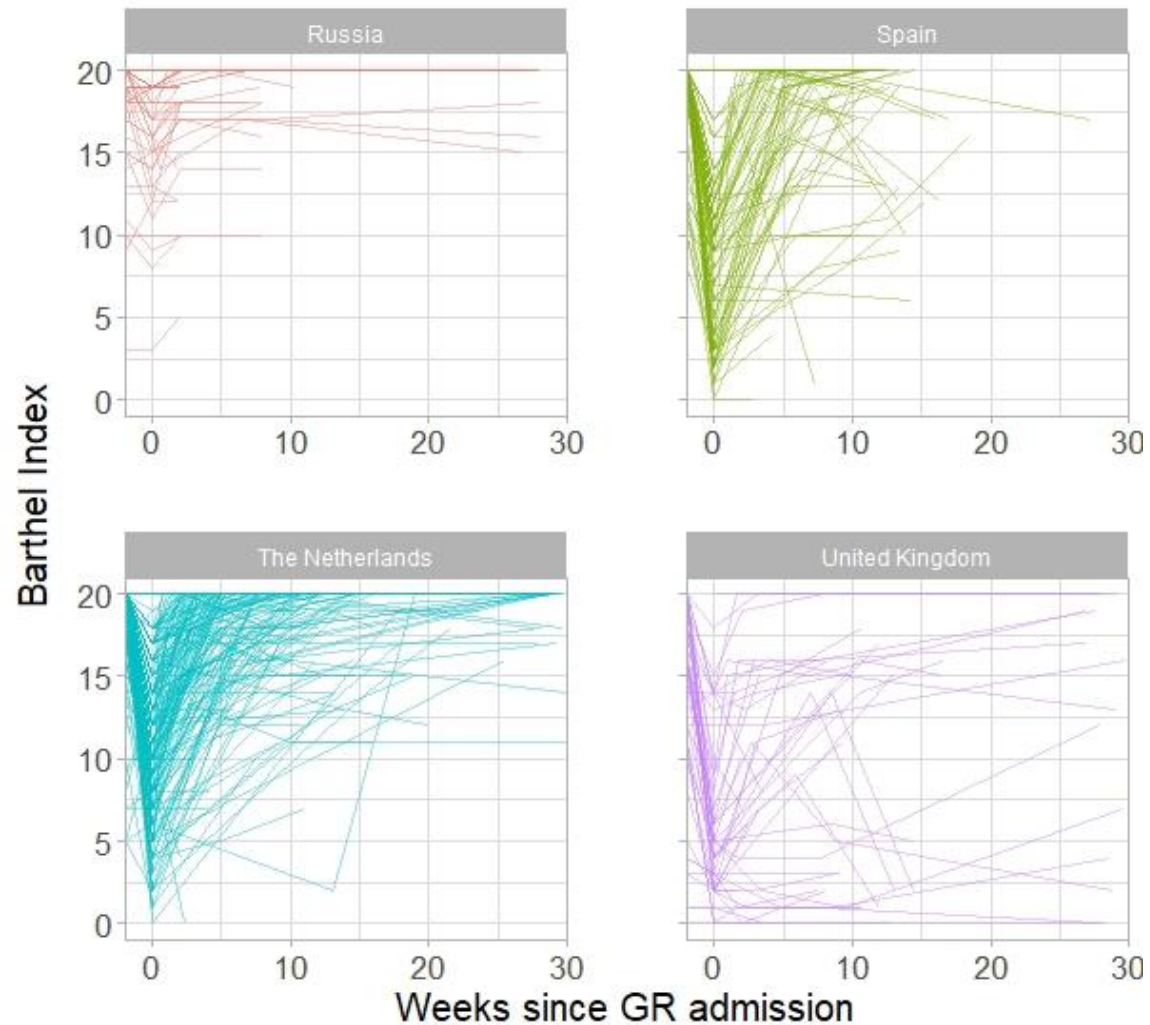 Russia
Spain
20
15
10
5
0
0 10 20 30
0 10 20 30
Barthel Index
The Netherlands
United Kingdom
20
15
10
5
0
0 10 20 30
0 10 20 30
Weeks since GR admission